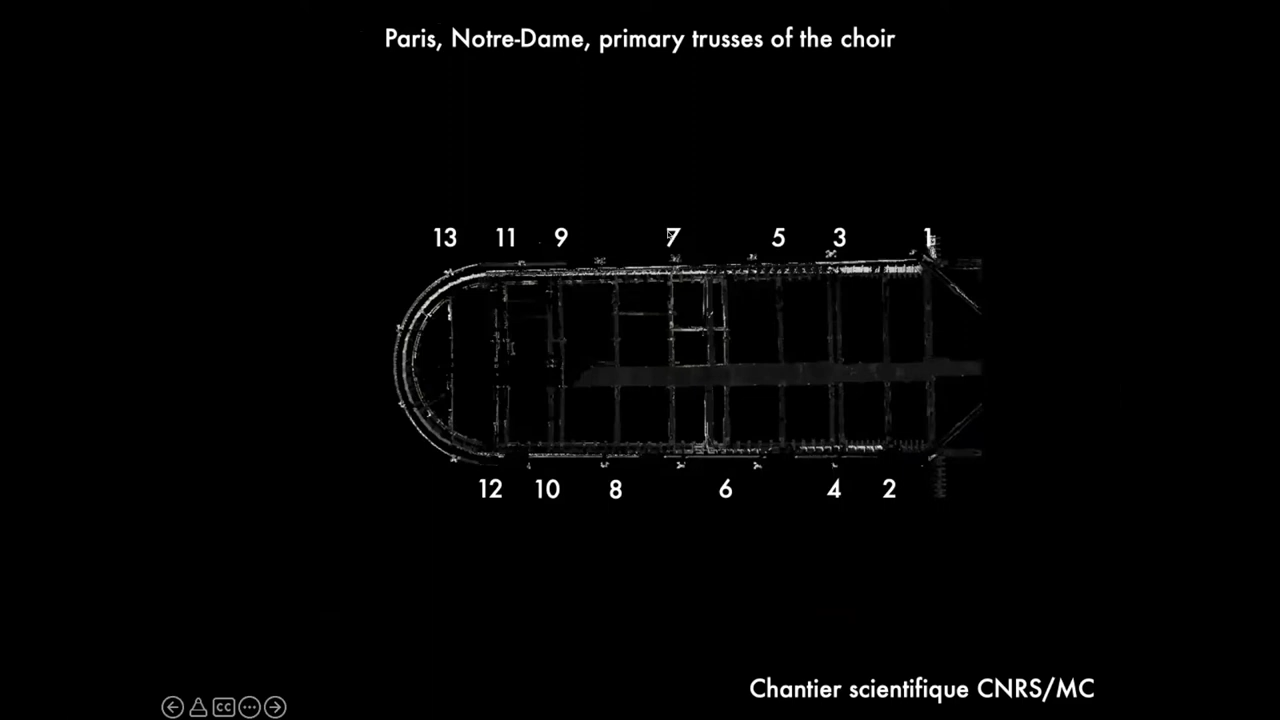 Paris, Notre-Dame, primary trusses of the choir
13 11 9 7 5 3 1
12 10 8 6 4 2
Chantier scientifique CNRS/MC
CC